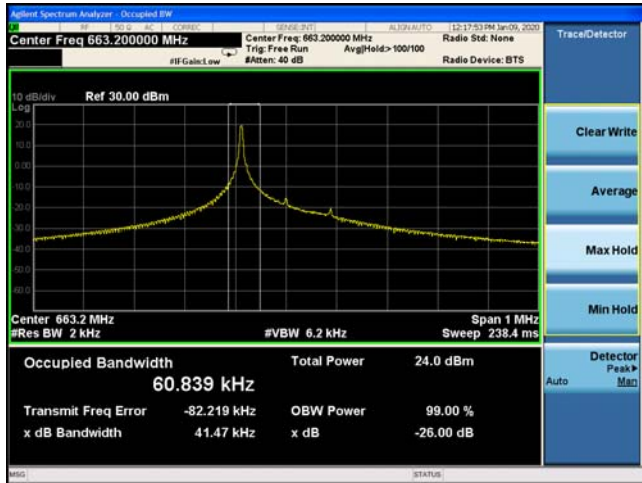 Agilent Spectrum Analyzer - Occupied BW
RF 50 Ω AC CORREC SENSE:INT ALIGN AUTO 12:17:53 PM Jan 09, 2020
Center Freq 663.200000 MHz
Center Freq: 663.200000 MHz
Radio Std: None
Trig: Free Run Avg|Hold:> 100/100
#IFGain:Low #Atten: 40 dB Radio Device: BTS
Trace/Detector
10 dB/div Ref 30.00 dBm
Log
20.0
10.0
0.00
-10.0
-20.0
-30.0
-40.0
-50.0
-60.0
Center 663.2 MHz Span 1 MHz
#Res BW 2 kHz #VBW 6.2 kHz Sweep 238.4 ms
Occupied Bandwidth Total Power 24.0 dBm
60.839 kHz
Transmit Freq Error -82.219 kHz OBW Power 99.00 %
x dB Bandwidth 41.47 kHz x dB -26.00 dB
Clear Write
Average
Max Hold
Min Hold
Detector
Peak▶
Auto Man
MSG STATUS